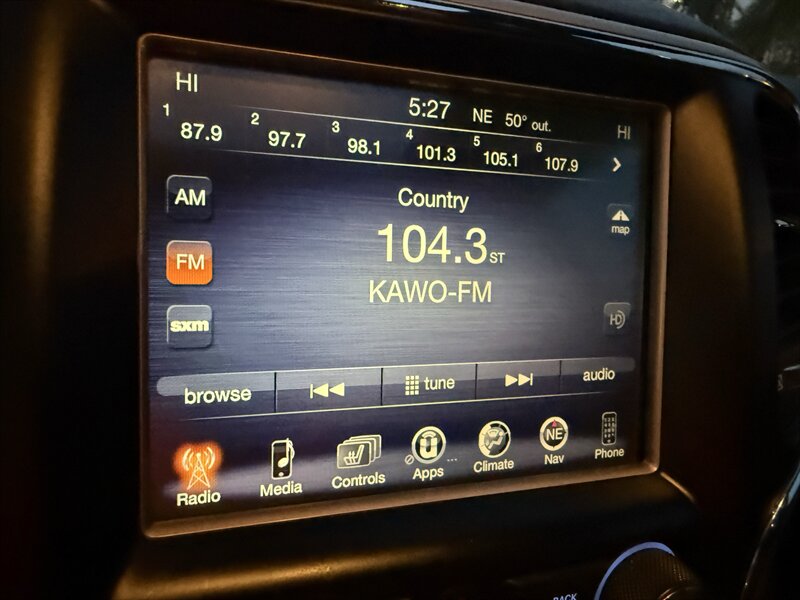 HI
5:27 NE 50° out. HI
1 87.9 2 97.7 3 98.1 4 101.3 5 105.1 6 107.9
AM
Country
map
FM
104.3 ST
KAWO-FM
sxm
HD
browse tune audio
Radio Media Controls Apps Climate NE Nav Phone
BACK